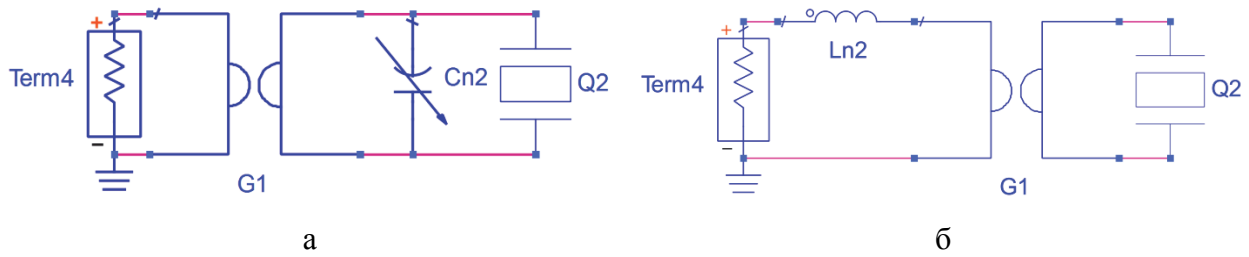 +
Term4
−
G1
Cn2
Q2
а
+
Term4
−
Ln2
G1
Q2
б